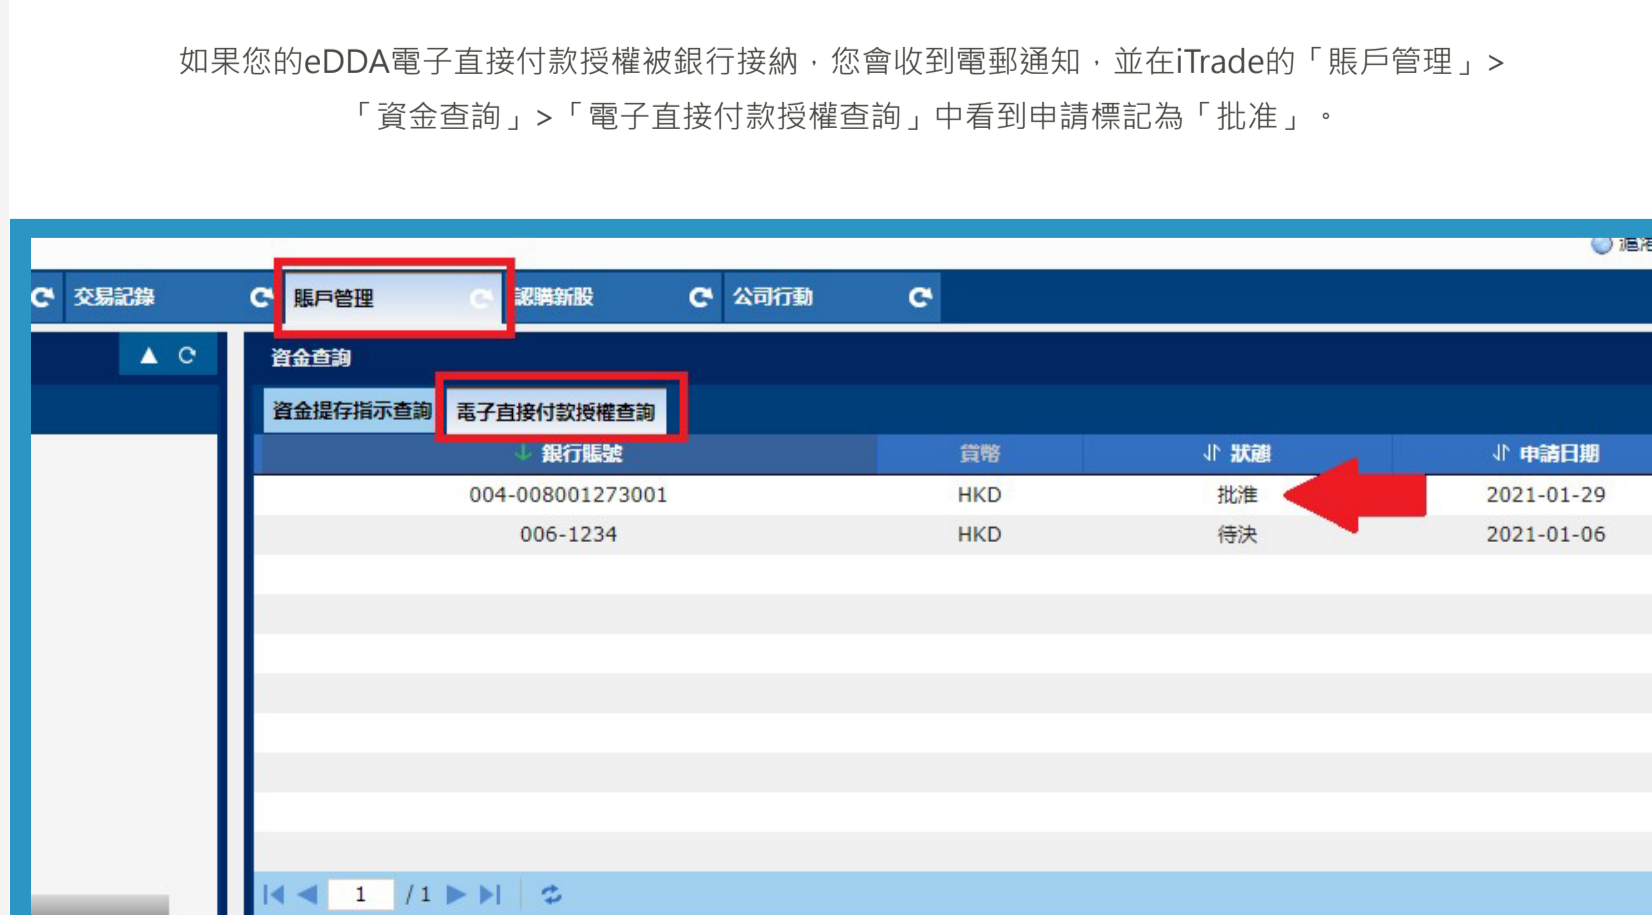 如果您的eDDA電子直接付款授權被銀行接納，您會收到電郵通知，並在iTrade的「賬戶管理」>
「資金查詢」>「電子直接付款授權查詢」中看到申請標記為「批准」。
交易記錄 賬戶管理 認購新股 公司行動
資金查詢
資金提存指示查詢 電子直接付款授權查詢
銀行賬號 貨幣 狀態 申請日期
004-008001273001 HKD 批准 2021-01-29
006-1234 HKD 待決 2021-01-06
1 / 1